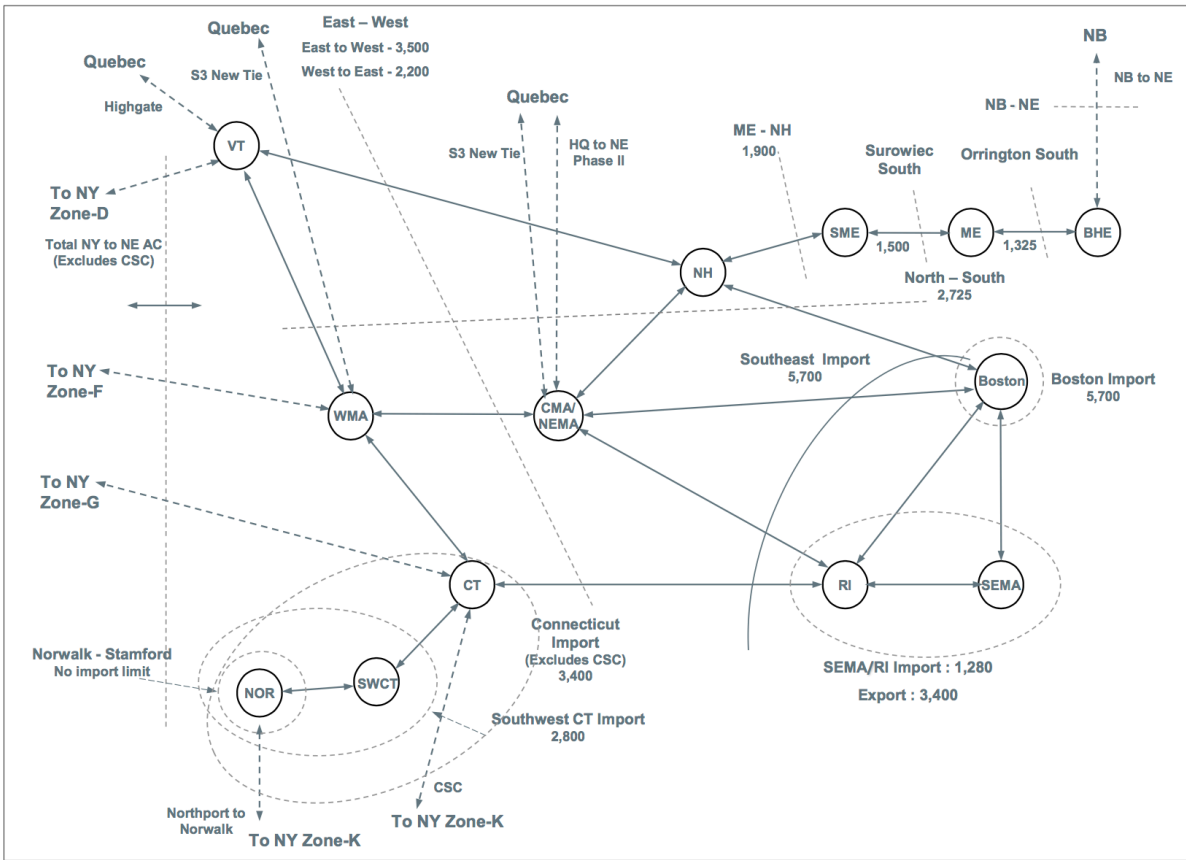 Quebec
East – West
East to West - 3,500
West to East - 2,200
NB
Quebec
S3 New Tie
NB to NE
Highgate
Quebec
NB - NE
ME - NH
1,900
S3 New Tie
HQ to NE
Phase II
Surowiec
South
Orrington South
VT
To NY
Zone-D
Total NY to NE AC
(Excludes CSC)
SME
1,500
ME
1,325
BHE
NH
North – South
2,725
Southeast Import
5,700
Boston
Boston Import
5,700
To NY
Zone-F
WMA
CMA/
NEMA
To NY
Zone-G
CT
RI
SEMA
Connecticut
Import
(Excludes CSC)
3,400
Norwalk - Stamford
No import limit
NOR
SWCT
SEMA/RI Import : 1,280
Export : 3,400
Southwest CT Import
2,800
CSC
Northport to
Norwalk
To NY Zone-K
To NY Zone-K